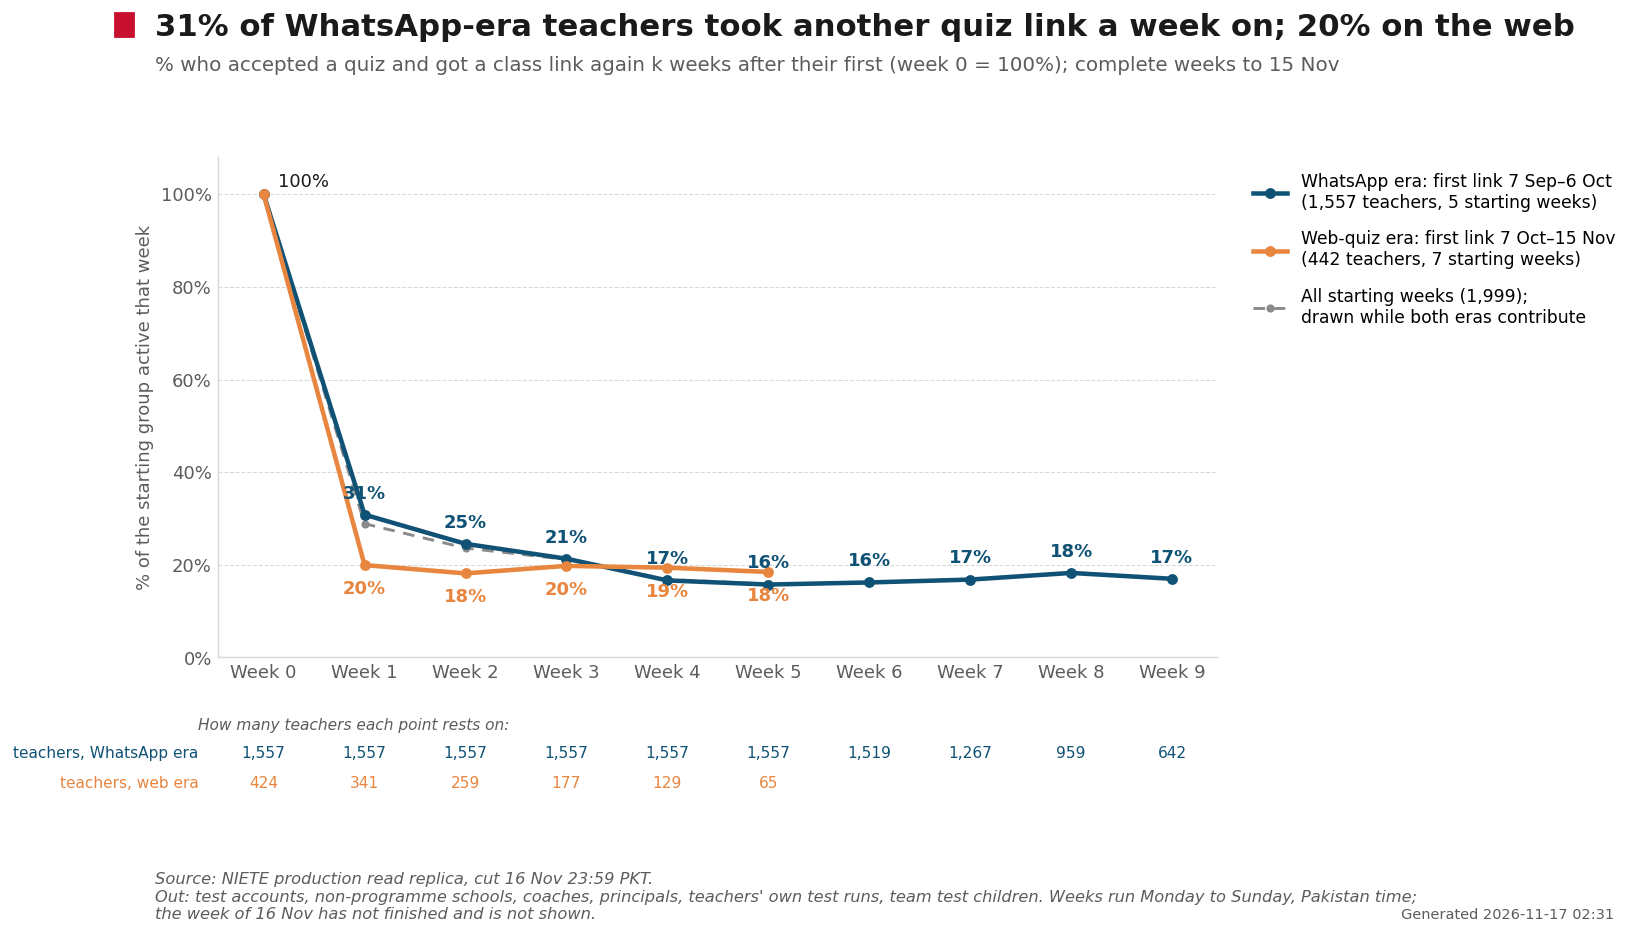 31% of WhatsApp-era teachers took another quiz link a week on; 20% on the web
% who accepted a quiz and got a class link again k weeks after their first (week 0 = 100%); complete weeks to 15 Nov
% of the starting group active that week
100%
80%
60%
40%
20%
0%
100%
31%
25%
21%
17%
16%
16%
17%
18%
17%
20%
18%
20%
19%
18%
Week 0 Week 1 Week 2 Week 3 Week 4 Week 5 Week 6 Week 7 Week 8 Week 9
WhatsApp era: first link 7 Sep–6 Oct
(1,557 teachers, 5 starting weeks)
Web-quiz era: first link 7 Oct–15 Nov
(442 teachers, 7 starting weeks)
All starting weeks (1,999);
drawn while both eras contribute
How many teachers each point rests on:
teachers, WhatsApp era 1,557 1,557 1,557 1,557 1,557 1,557 1,519 1,267 959 642
teachers, web era 424 341 259 177 129 65
Source: NIETE production read replica, cut 16 Nov 23:59 PKT.
Out: test accounts, non-programme schools, coaches, principals, teachers' own test runs, team test children. Weeks run Monday to Sunday, Pakistan time;
the week of 16 Nov has not finished and is not shown.
Generated 2026-11-17 02:31